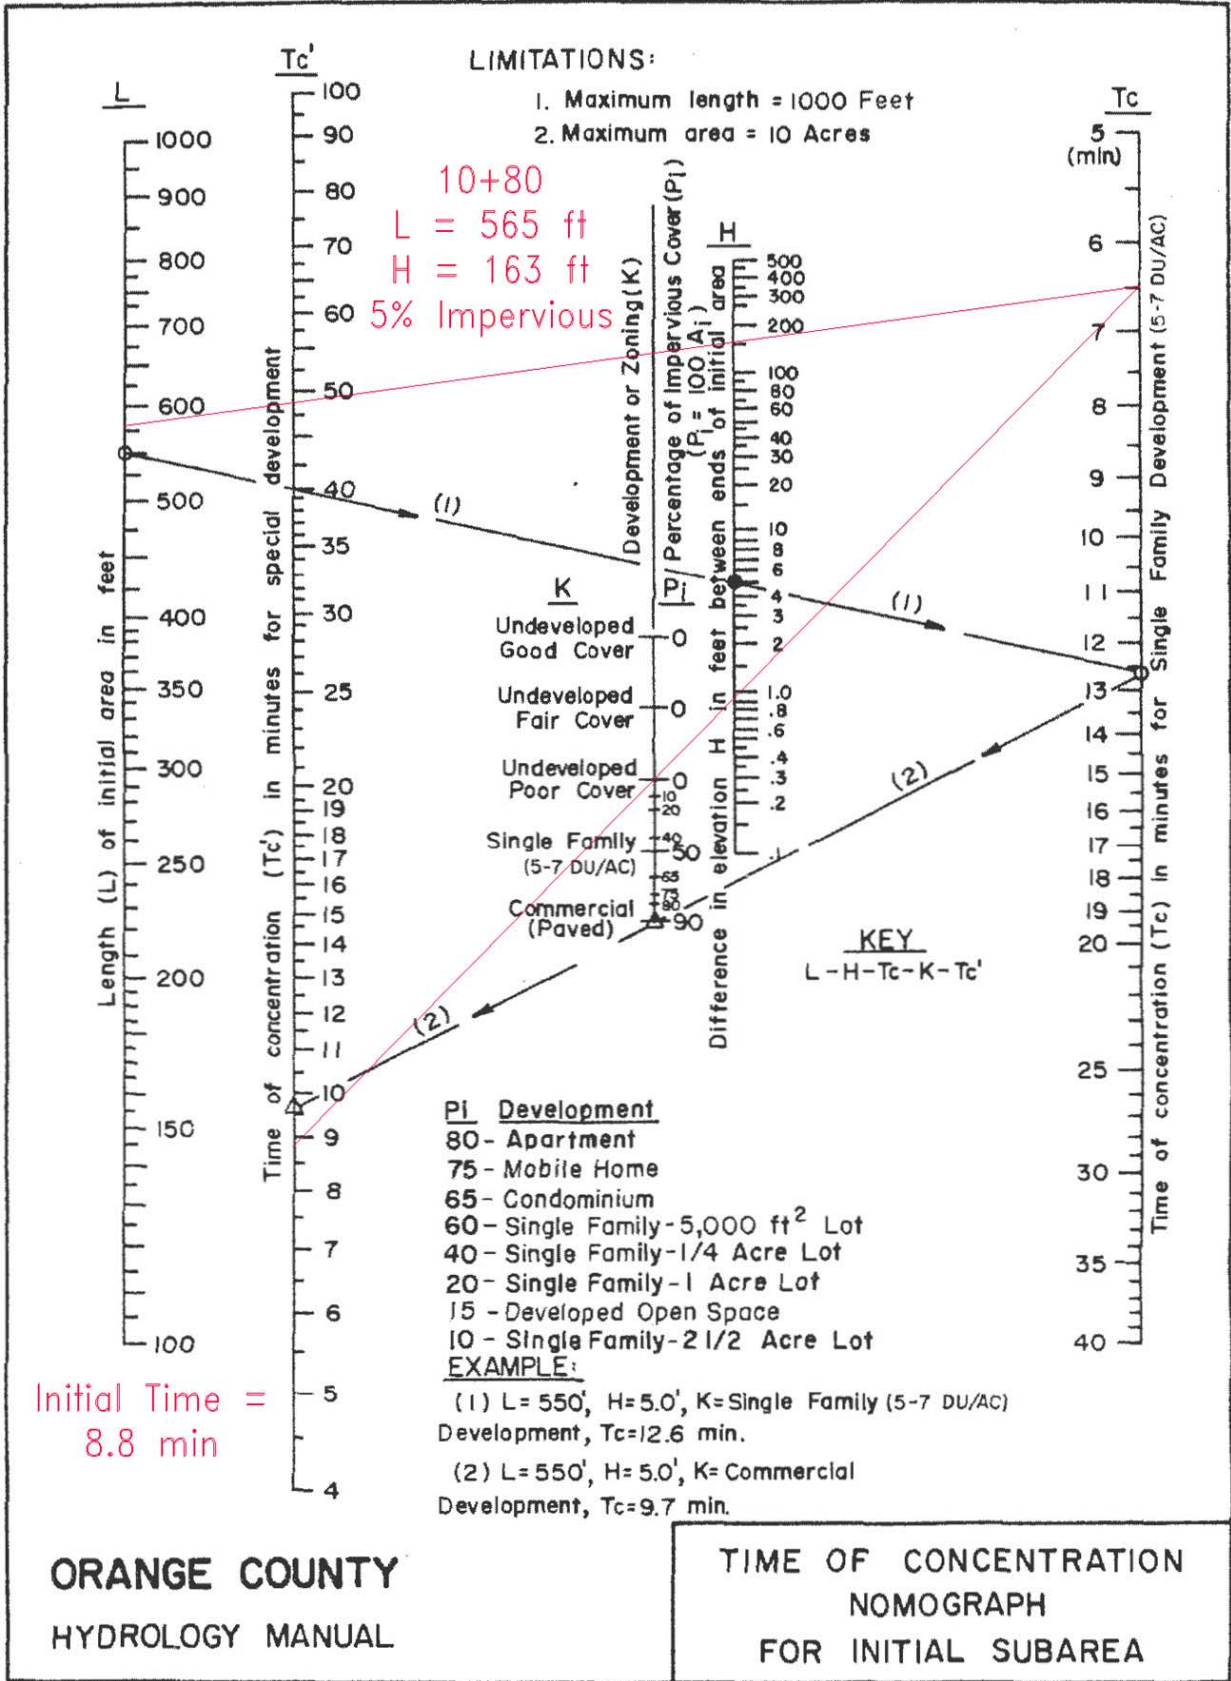 LIMITATIONS:
1. Maximum length = 1000 Feet
2. Maximum area = 10 Acres
10+80
L = 565 ft
H = 163 ft
5% Impervious
L
1000
900
800
700
600
500
400
350
300
250
200
150
100
Length (L) of initial area in feet
Tc'
100
90
80
70
60
50
40
35
30
25
20
19
18
17
16
15
14
13
12
11
10
9
8
7
6
5
4
Time of concentration (Tc') in minutes for special development
Development or Zoning (K)
Percentage of Impervious Cover (Pi)
(Pi = 100 Ai)
K
Pi
Undeveloped
Good Cover
0
Undeveloped
Fair Cover
0
Undeveloped
Poor Cover
0
10
20
40
Single Family
(5-7 DU/AC)
50
65
75
80
Commercial
(Paved)
90
H
500
400
300
200
100
80
60
40
30
20
10
8
6
4
3
2
1.0
.8
.6
.4
.3
.2
.1
Difference in elevation H in feet between ends of initial area
Tc
5
(min)
6
7
8
9
10
11
12
13
14
15
16
17
18
19
20
25
30
35
40
Time of concentration (Tc) in minutes for Single Family Development (5-7 DU/AC)
(1)
(1)
(2)
(2)
KEY
L-H-Tc-K-Tc'
Pi Development
80- Apartment
75- Mobile Home
65- Condominium
60- Single Family-5,000 ft² Lot
40- Single Family-1/4 Acre Lot
20- Single Family-1 Acre Lot
15 -Developed Open Space
10 - Single Family-2 1/2 Acre Lot
EXAMPLE:
(1) L=550', H=5.0', K=Single Family (5-7 DU/AC)
Development, Tc=12.6 min.
(2) L=550', H=5.0', K=Commercial
Development, Tc=9.7 min.
Initial Time =
8.8 min
ORANGE COUNTY
HYDROLOGY MANUAL
TIME OF CONCENTRATION
NOMOGRAPH
FOR INITIAL SUBAREA